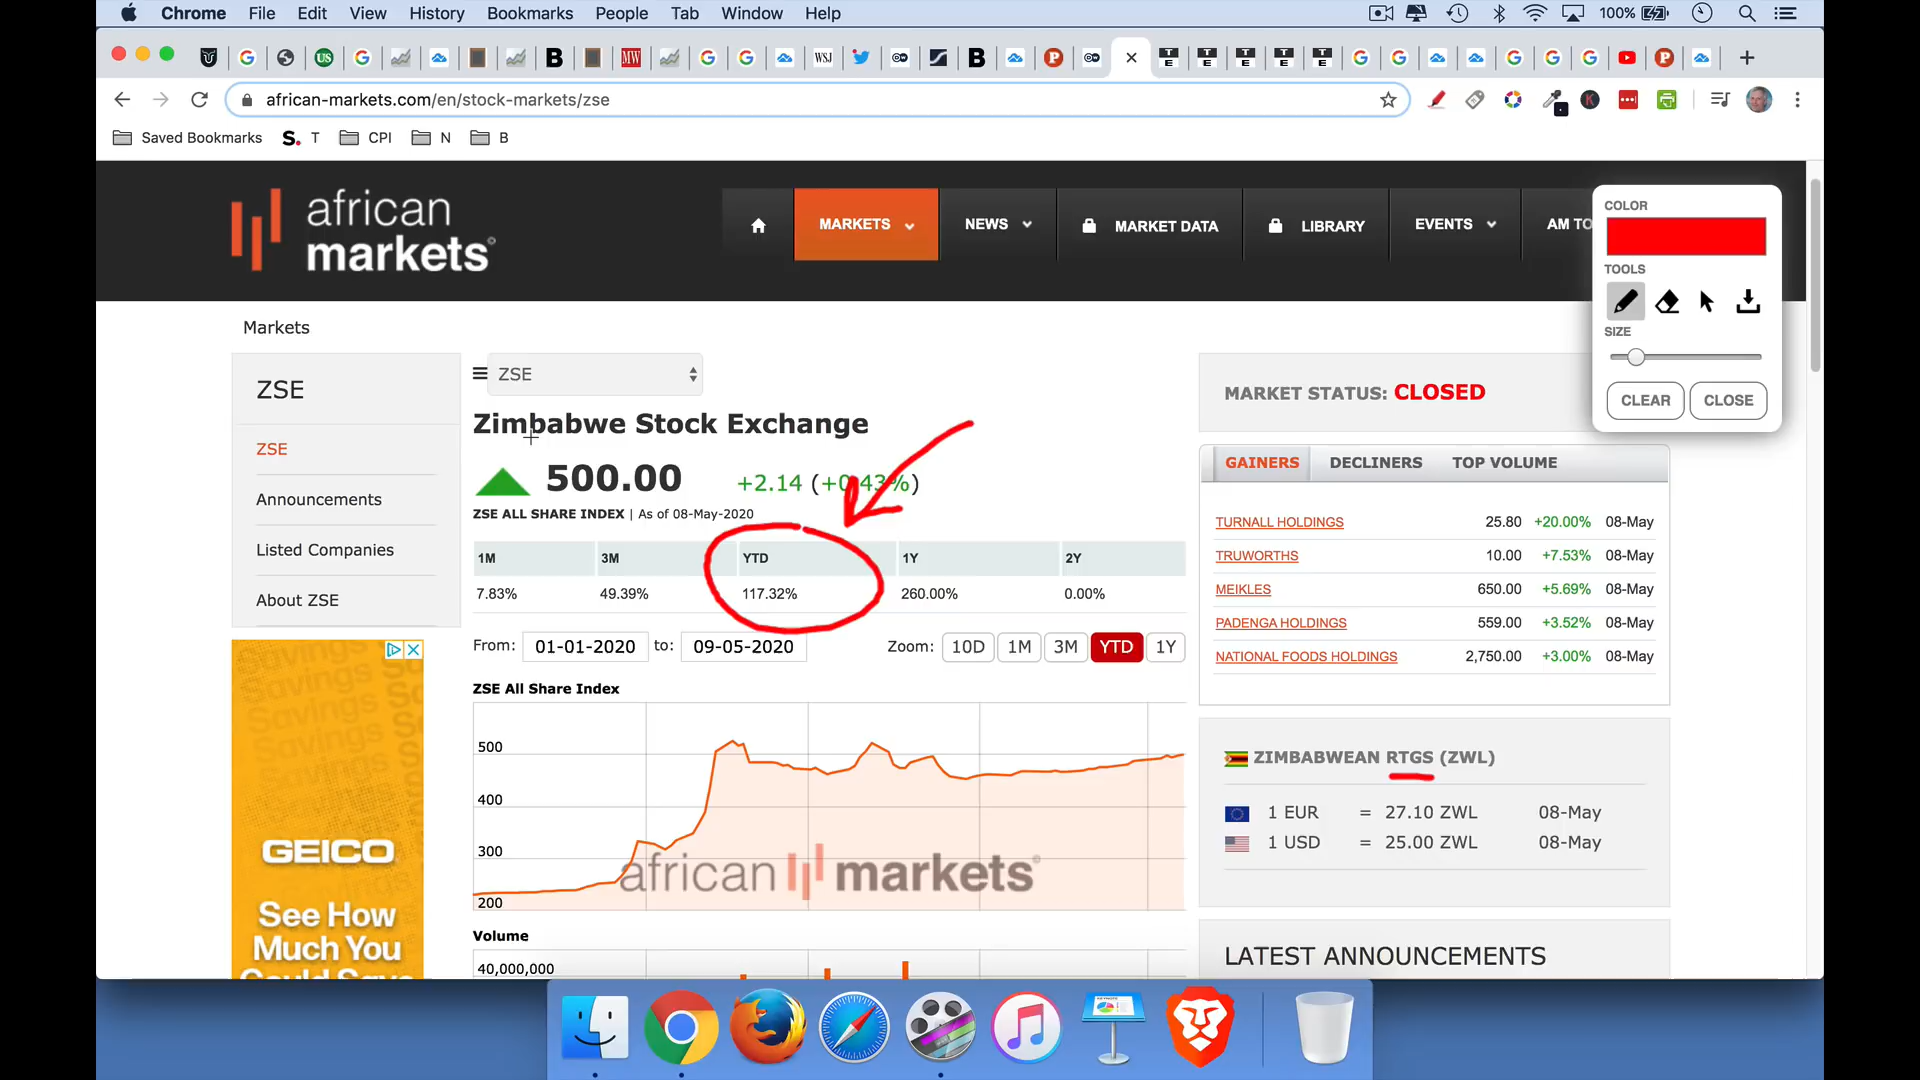 Chrome File Edit View History Bookmarks People Tab Window Help 100%
african-markets.com/en/stock-markets/zse
Saved Bookmarks S. T CPI N B
african
markets
MARKETS NEWS MARKET DATA LIBRARY EVENTS AM TO
COLOR
TOOLS
SIZE
CLEAR CLOSE
Markets
ZSE
ZSE
Announcements
Listed Companies
About ZSE
ZSE
Zimbabwe Stock Exchange
500.00 +2.14 (+0.43%)
ZSE ALL SHARE INDEX | As of 08-May-2020
1M 3M YTD 1Y 2Y
7.83% 49.39% 117.32% 260.00% 0.00%
From: 01-01-2020 to: 09-05-2020 Zoom: 10D 1M 3M YTD 1Y
ZSE All Share Index
500
400
300
200
african markets
Volume
40,000,000
MARKET STATUS: CLOSED
GAINERS DECLINERS TOP VOLUME
TURNALL HOLDINGS 25.80 +20.00% 08-May
TRUWORTHS 10.00 +7.53% 08-May
MEIKLES 650.00 +5.69% 08-May
PADENGA HOLDINGS 559.00 +3.52% 08-May
NATIONAL FOODS HOLDINGS 2,750.00 +3.00% 08-May
ZIMBABWEAN RTGS (ZWL)
1 EUR = 27.10 ZWL 08-May
1 USD = 25.00 ZWL 08-May
LATEST ANNOUNCEMENTS
Savings
Savings
Savings
GEICO
See How
Much You
Could Save